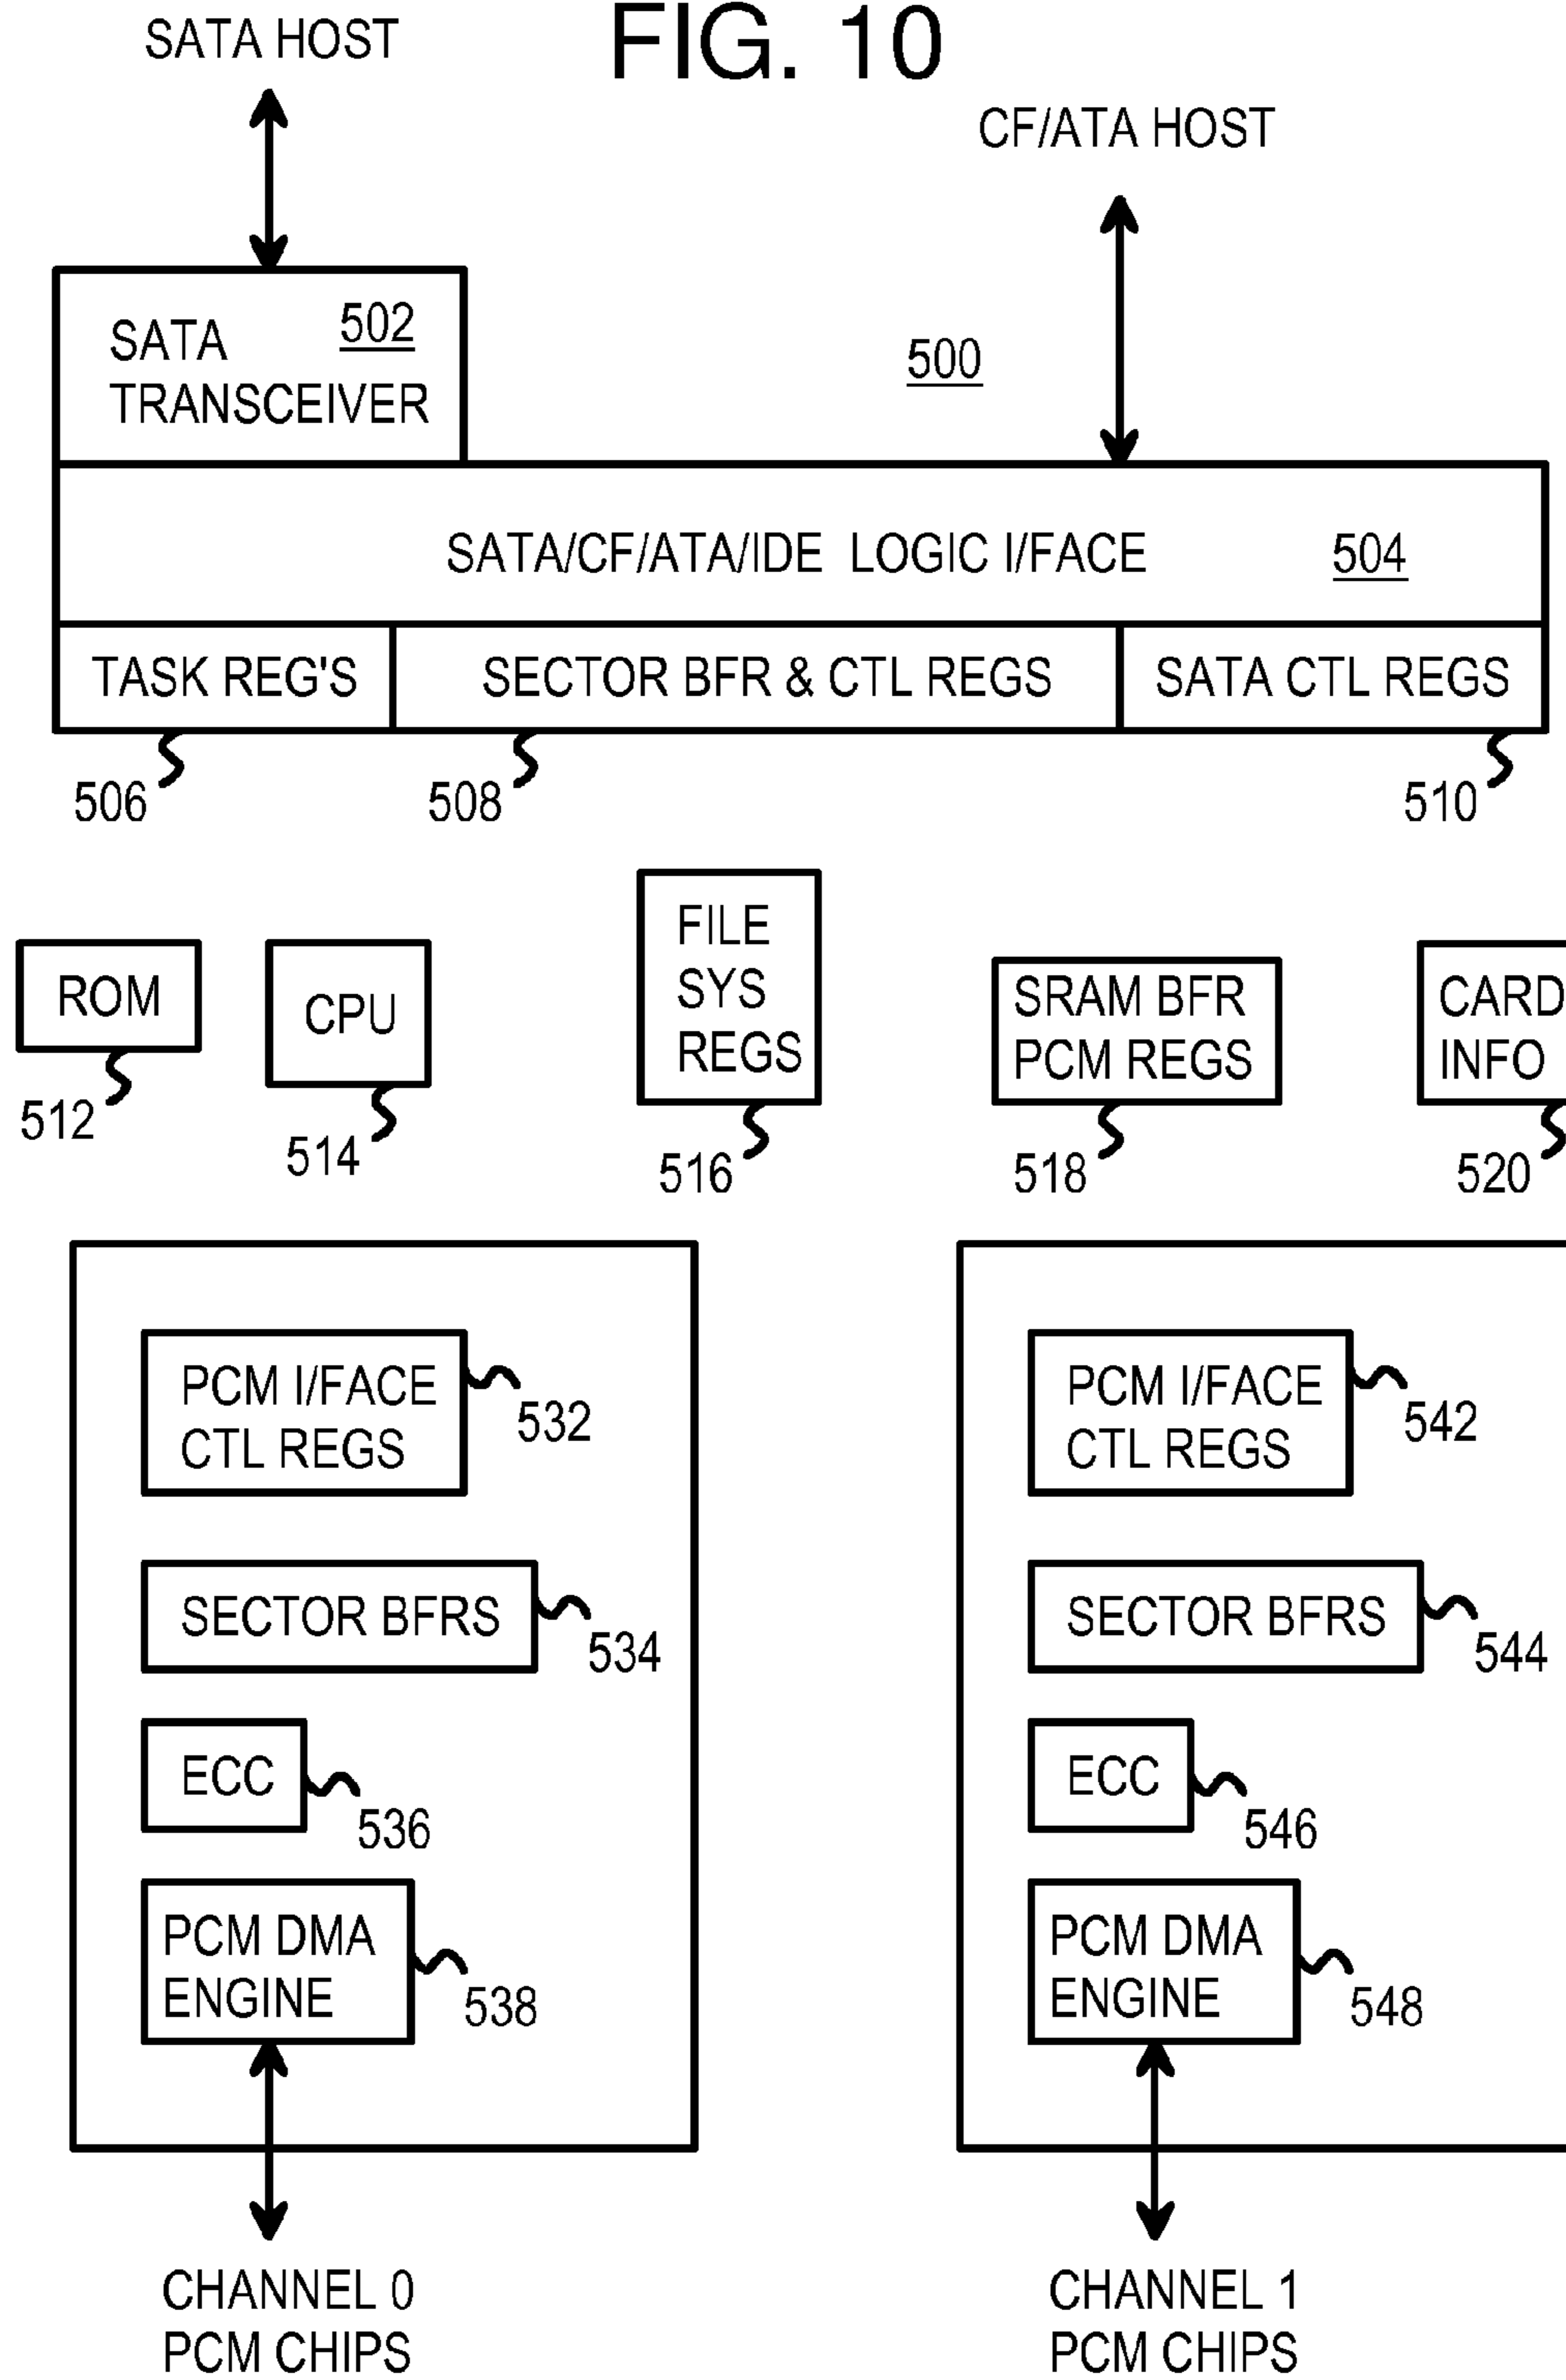 FIG. 10
SATA HOST
CF/ATA HOST
SATA
TRANSCEIVER
502
500
SATA/CF/ATA/IDE LOGIC I/FACE
504
TASK REG'S
SECTOR BFR & CTL REGS
SATA CTL REGS
506
508
510
ROM
512
CPU
514
FILE
SYS
REGS
516
SRAM BFR
PCM REGS
518
CARD
INFO
520
PCM I/FACE
CTL REGS
532
SECTOR BFRS
534
ECC
536
PCM DMA
ENGINE
538
CHANNEL 0
PCM CHIPS
PCM I/FACE
CTL REGS
542
SECTOR BFRS
544
ECC
546
PCM DMA
ENGINE
548
CHANNEL 1
PCM CHIPS